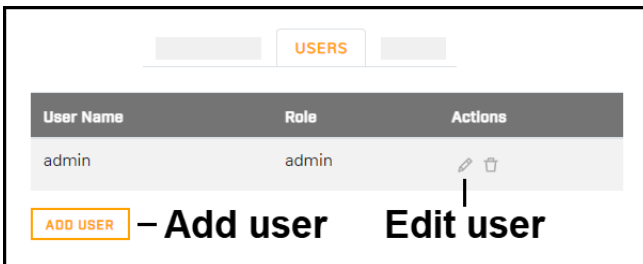 USERS
User Name Role Actions
admin admin
ADD USER Add user Edit user